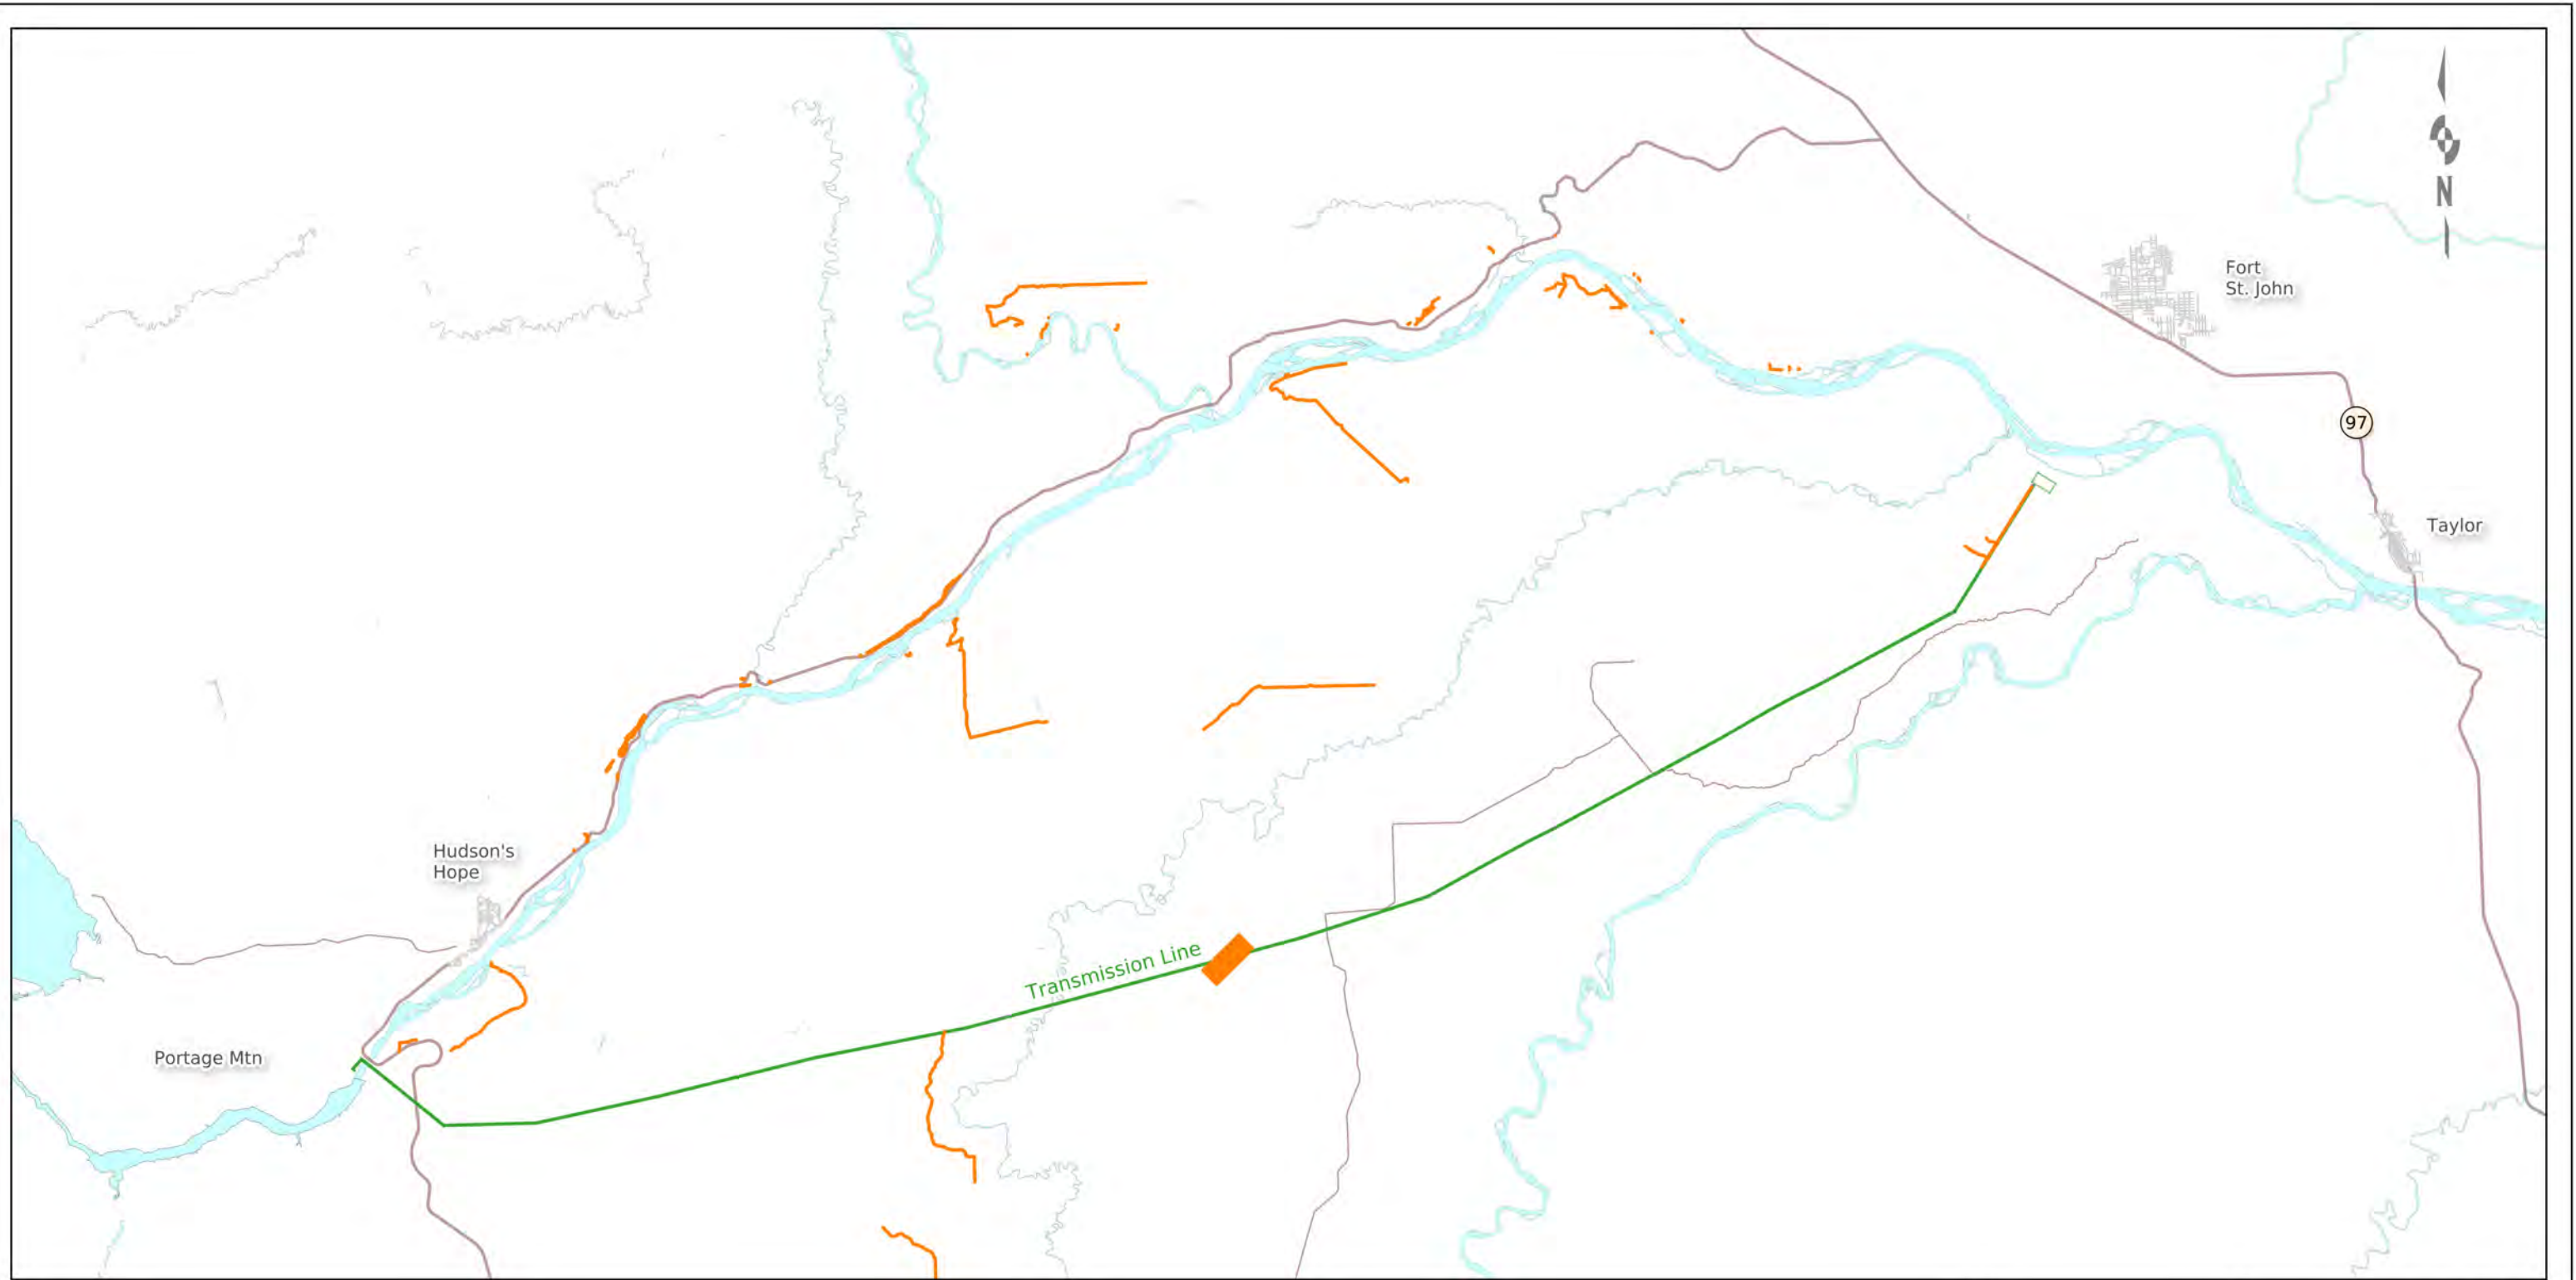 N
Fort
St. John
97
Taylor
Hudson's
Hope
Transmission Line
Portage Mtn